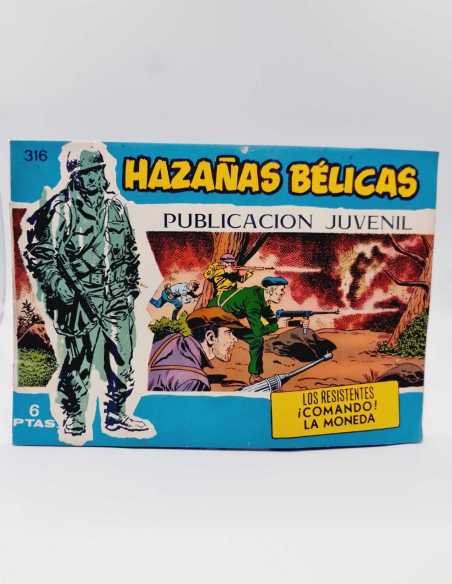 316
HAZAÑAS BÉLICAS
PUBLICACION JUVENIL
LOS RESISTENTES
¡COMANDO!
LA MONEDA
6
PTAS.